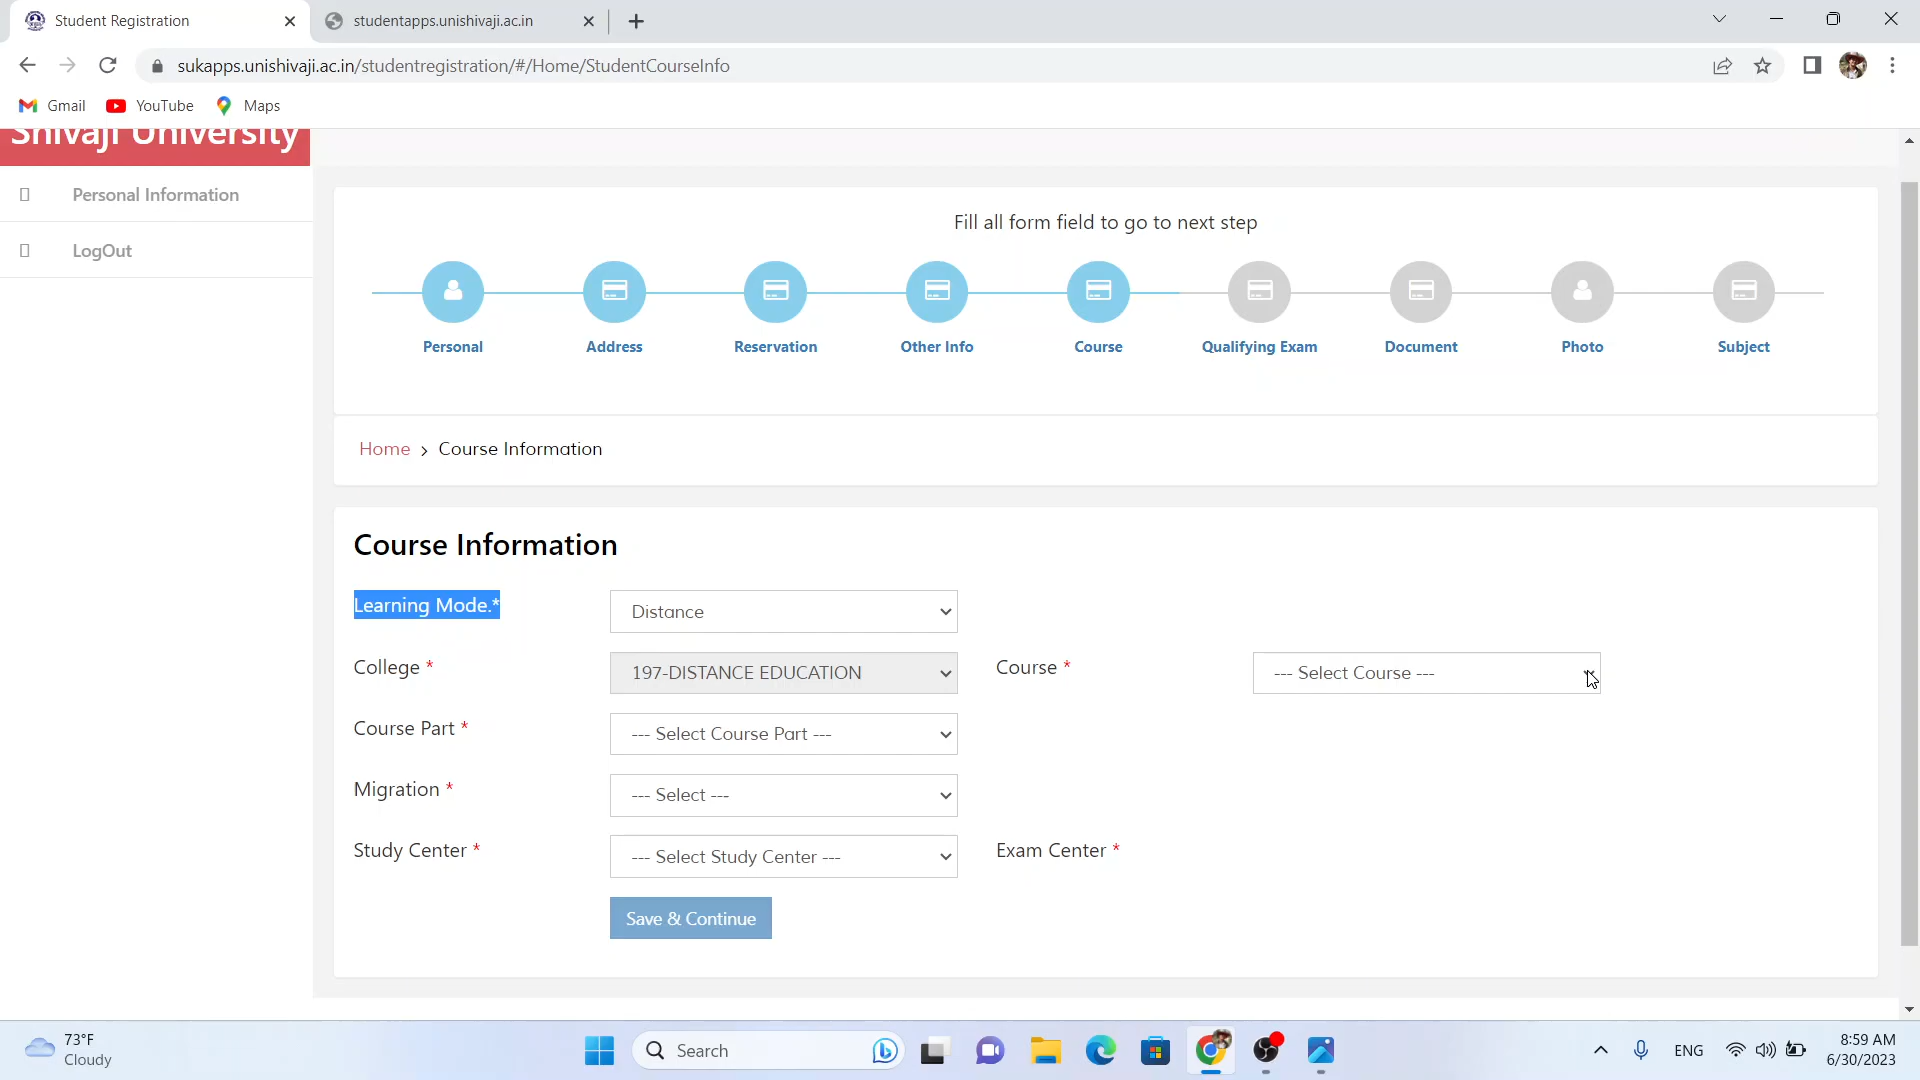 Student Registration
studentapps.unishivaji.ac.in
sukapps.unishivaji.ac.in/studentregistration/#/Home/StudentCourseInfo
Gmail
YouTube
Maps
Shivaji University
Personal Information
LogOut
Fill all form field to go to next step
Personal
Address
Reservation
Other Info
Course
Qualifying Exam
Document
Photo
Subject
Home > Course Information
Course Information
Learning Mode.*
Distance
College *
197-DISTANCE EDUCATION
Course *
--- Select Course ---
Course Part *
--- Select Course Part ---
Migration *
--- Select ---
Study Center *
--- Select Study Center ---
Exam Center *
Save & Continue
73°F
Cloudy
Search
ENG
8:59 AM
6/30/2023